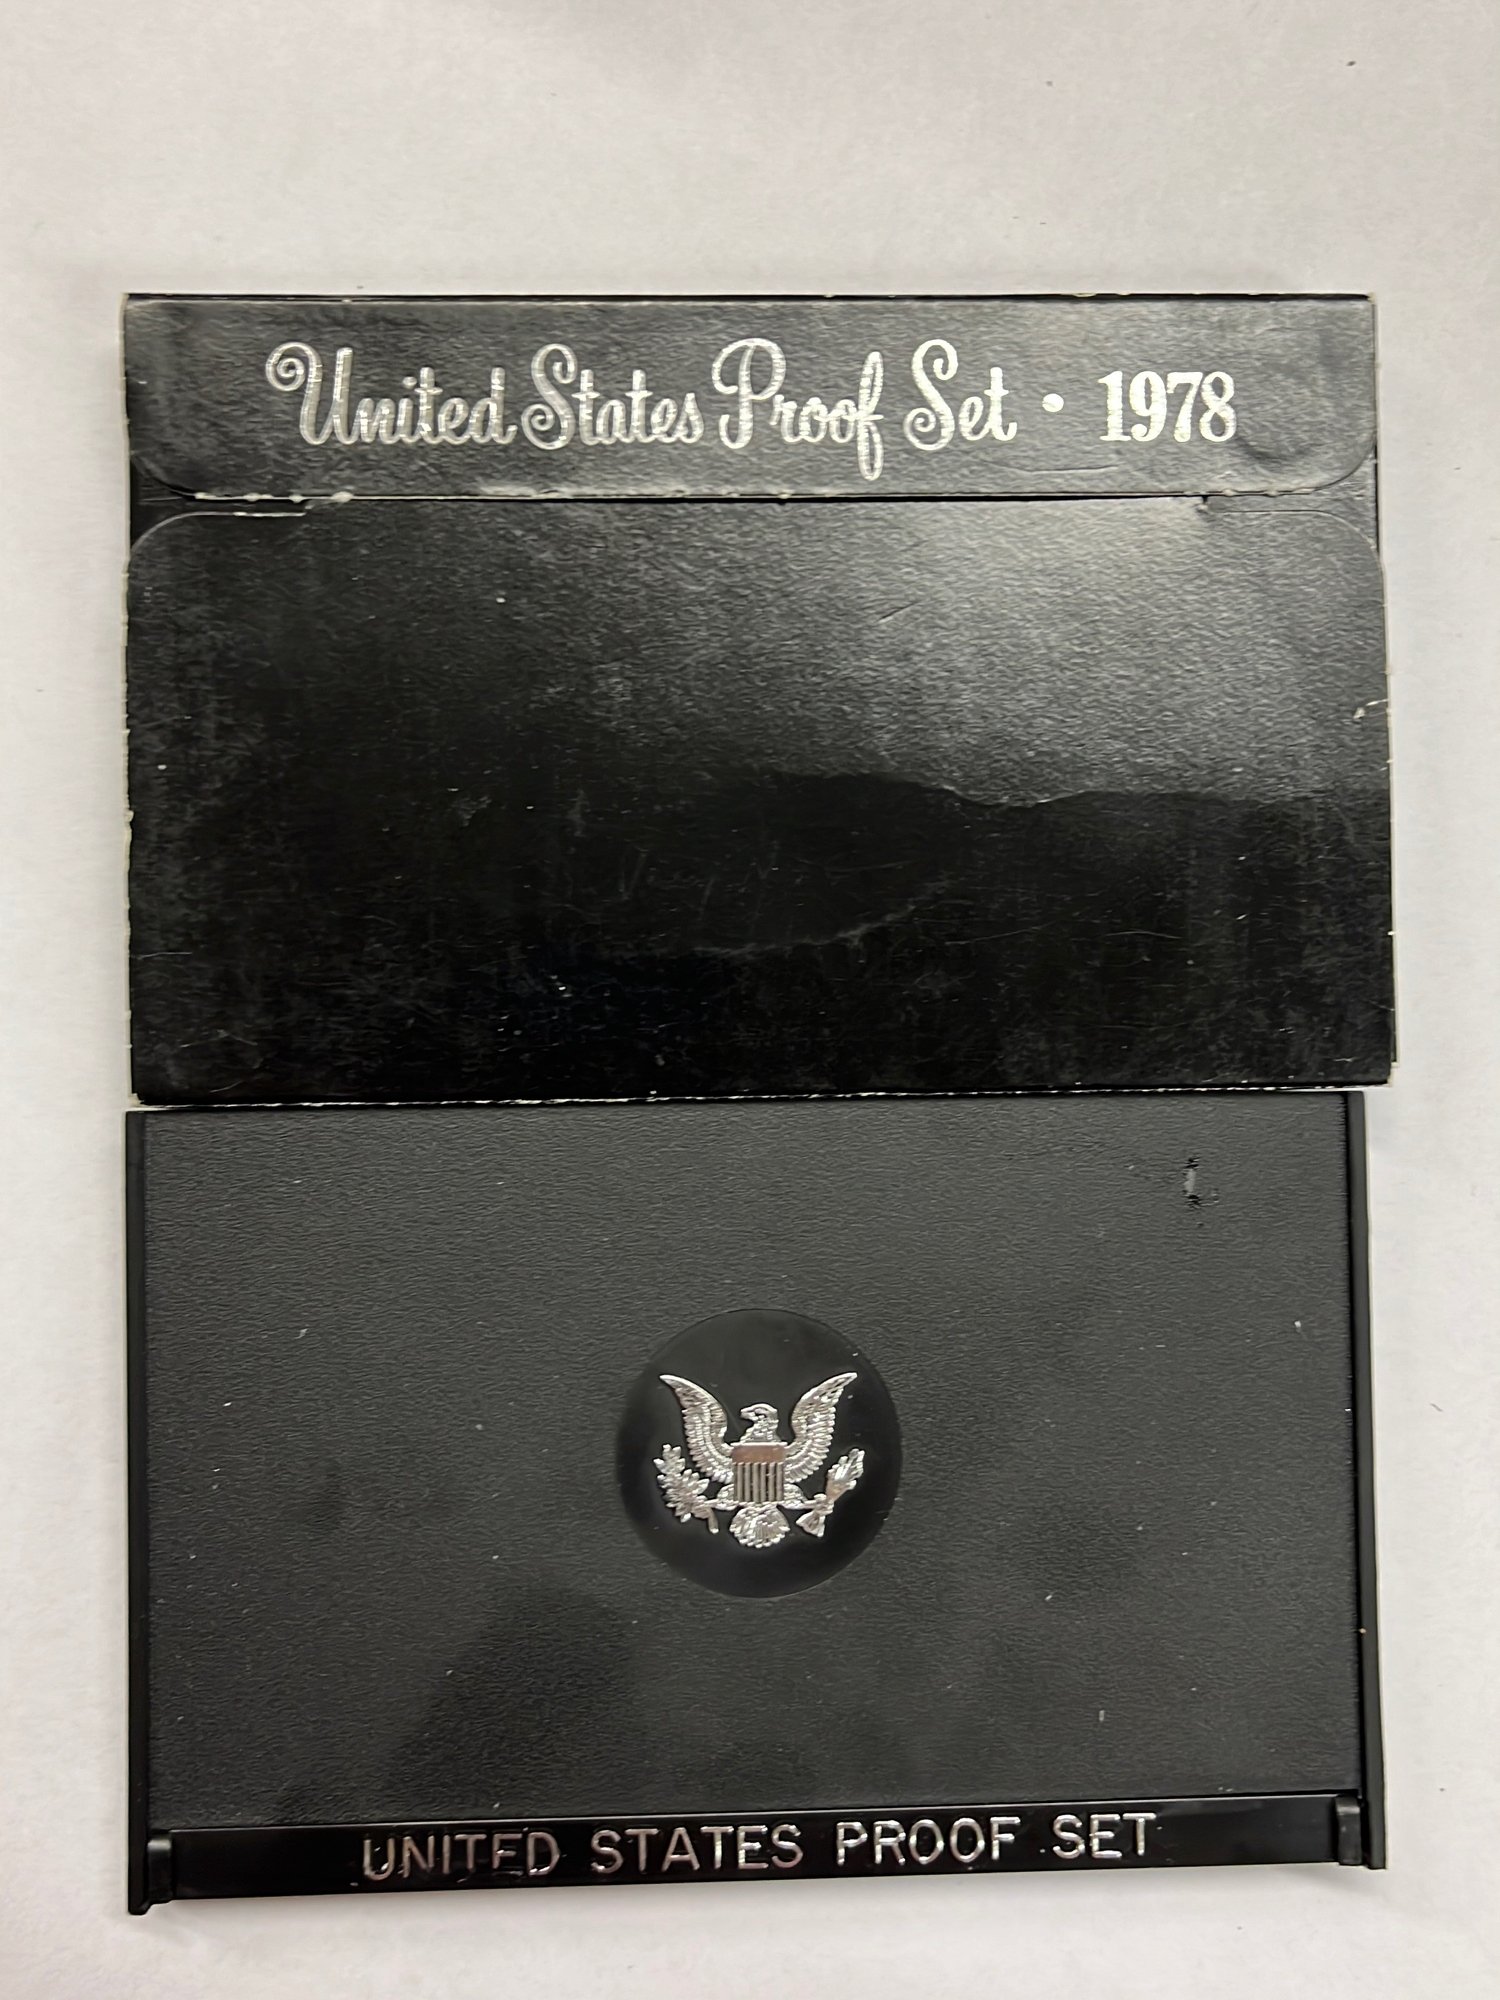 United States Proof Set • 1978
UNITED STATES PROOF SET